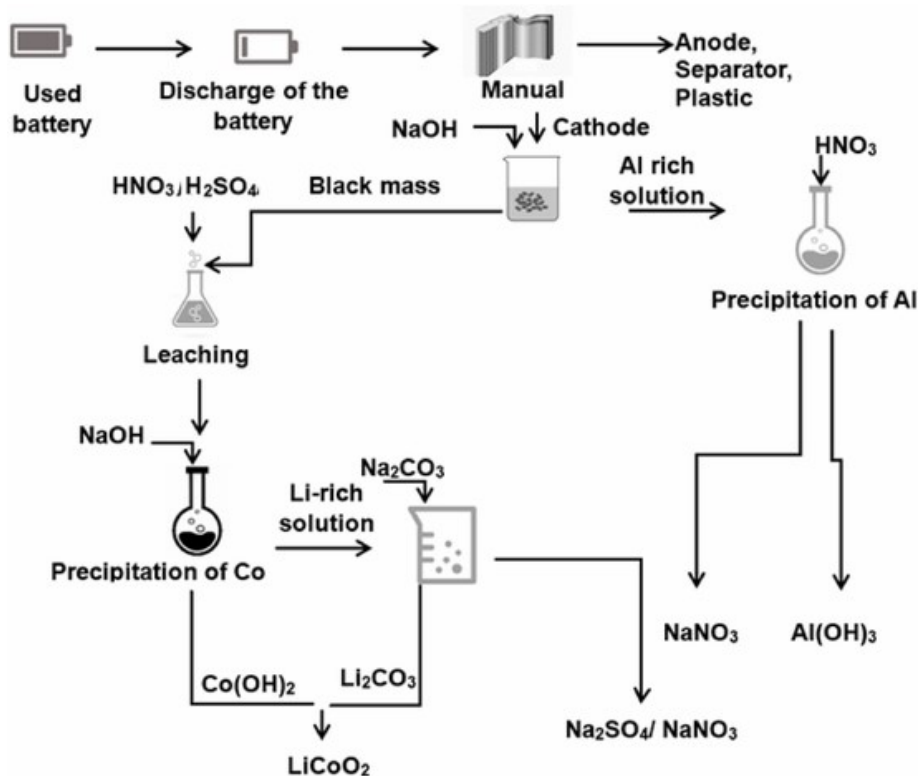 Used
battery
Discharge of the
battery
Manual
Anode,
Separator,
Plastic
NaOH
Cathode
HNO₃/H₂SO₄
Black mass
Al rich
solution
HNO₃
Precipitation of Al
Leaching
NaOH
Li-rich
solution
Na₂CO₃
Precipitation of Co
NaNO₃
Al(OH)₃
Co(OH)₂
Li₂CO₃
Na₂SO₄/ NaNO₃
LiCoO₂